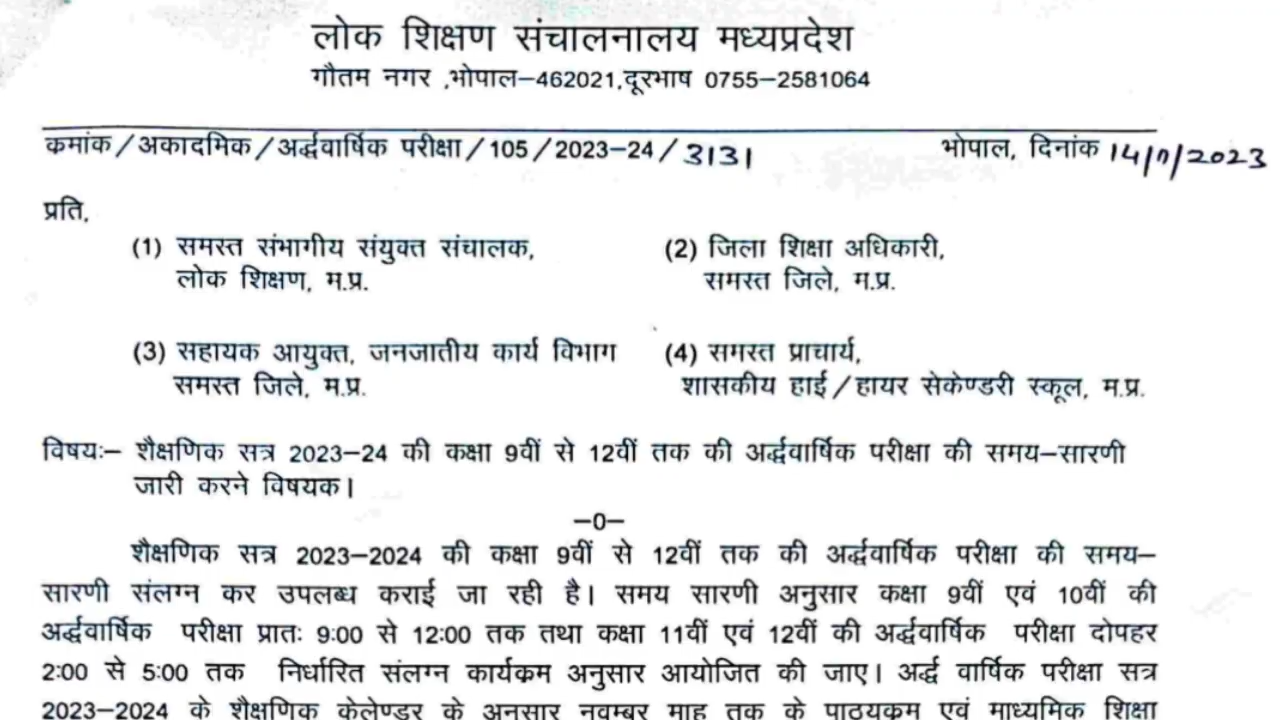 लोक शिक्षण संचालनालय मध्यप्रदेश
गौतम नगर ,भोपाल–462021,दूरभाष 0755–2581064
कमांक/अकादमिक/अर्द्धवार्षिक परीक्षा/105/2023–24/3131 भोपाल, दिनांक 14/11/2023
प्रति,
(1) समस्त संभागीय संयुक्त संचालक, (2) जिला शिक्षा अधिकारी,
लोक शिक्षण, म.प्र. समस्त जिले, म.प्र.
(3) सहायक आयुक्त, जनजातीय कार्य विभाग (4) समस्त प्राचार्य,
समस्त जिले, म.प्र. शासकीय हाई/हायर सेकेण्डरी स्कूल, म.प्र.
विषयः– शैक्षणिक सत्र 2023–24 की कक्षा 9वीं से 12वीं तक की अर्द्धवार्षिक परीक्षा की समय–सारणी
जारी करने विषयक।
–0–
शैक्षणिक सत्र 2023–2024 की कक्षा 9वीं से 12वीं तक की अर्द्धवार्षिक परीक्षा की समय–
सारणी संलग्न कर उपलब्ध कराई जा रही है। समय सारणी अनुसार कक्षा 9वीं एवं 10वीं की
अर्द्धवार्षिक परीक्षा प्रातः 9:00 से 12:00 तक तथा कक्षा 11वीं एवं 12वीं की अर्द्धवार्षिक परीक्षा दोपहर
2:00 से 5:00 तक निर्धारित संलग्न कार्यकम अनुसार आयोजित की जाए। अर्द्ध वार्षिक परीक्षा सत्र
2023–2024 के शैक्षणिक केलेण्डर के अनुसार नवम्बर माह तक के पाठयकम एवं माध्यमिक शिक्षा